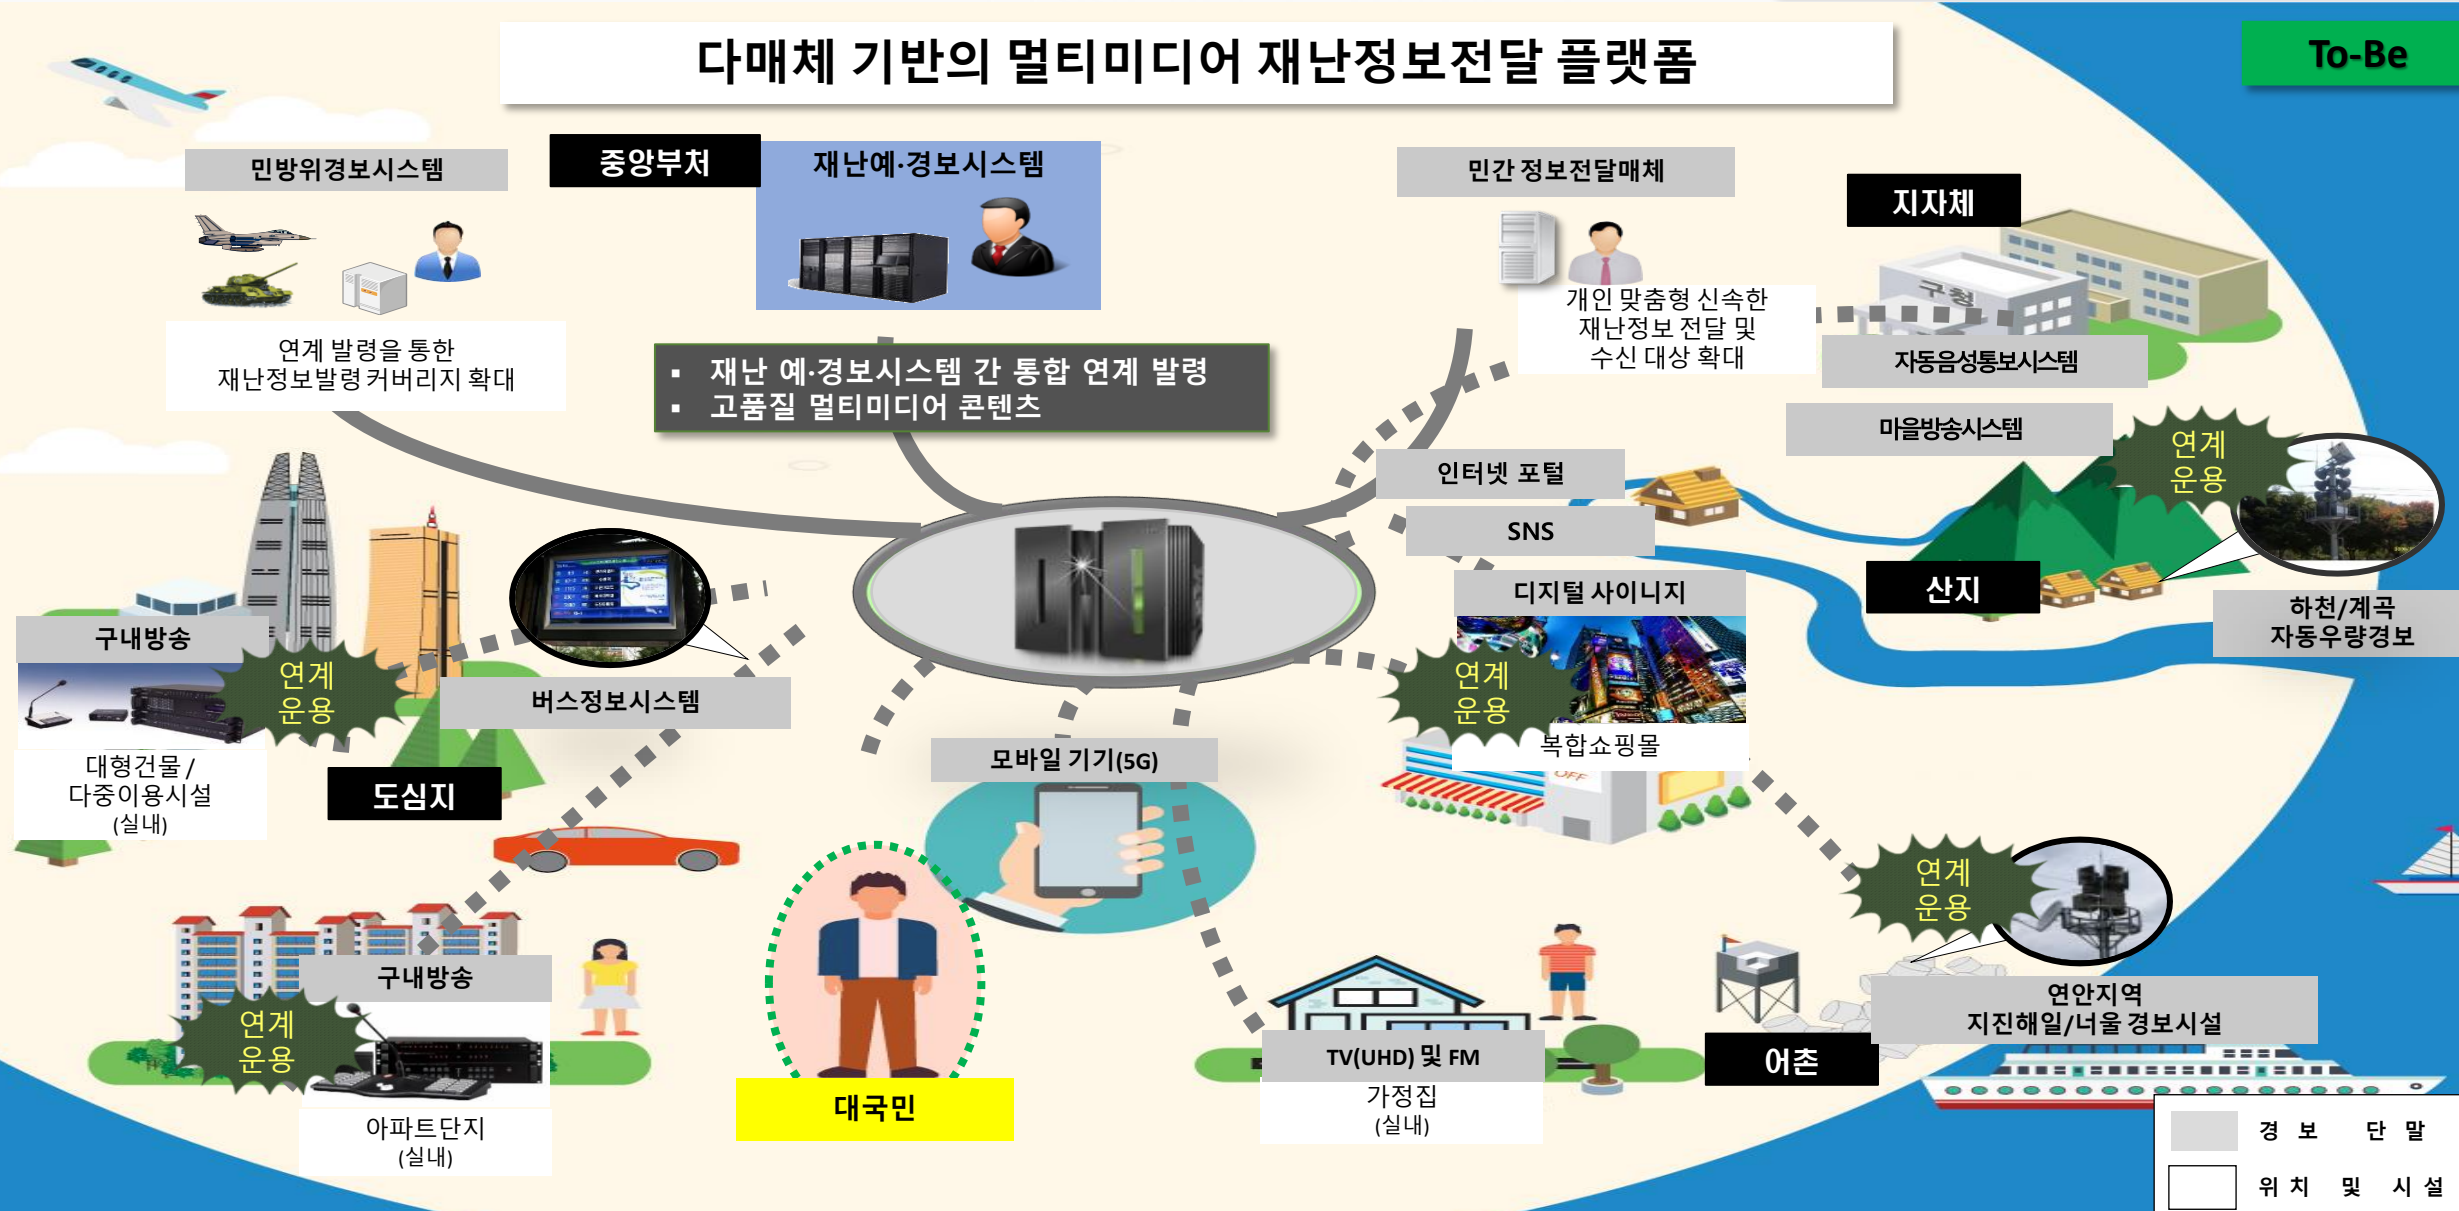 다매체 기반의 멀티미디어 재난정보전달 플랫폼
To-Be
민방위경보시스템
연계 발령을 통한
재난정보발령 커버리지 확대
중앙부처
재난예·경보시스템
▪ 재난 예·경보시스템 간 통합 연계 발령
▪ 고품질 멀티미디어 콘텐츠
민간 정보전달매체
개인 맞춤형 신속한
재난정보 전달 및
수신 대상 확대
지자체
구청
자동음성통보시스템
마을방송시스템
연계
운용
인터넷 포털
SNS
디지털 사이니지
연계
운용
복합쇼핑몰
OFF
산지
하천/계곡
자동우량경보
구내방송
연계
운용
대형건물 /
다중이용시설
(실내)
버스정보시스템
도심지
모바일 기기(5G)
구내방송
연계
운용
아파트단지
(실내)
대국민
TV(UHD) 및 FM
가정집
(실내)
어촌
연계
운용
연안지역
지진해일/너울 경보시설
경 보 단 말
위 치 및 시 설